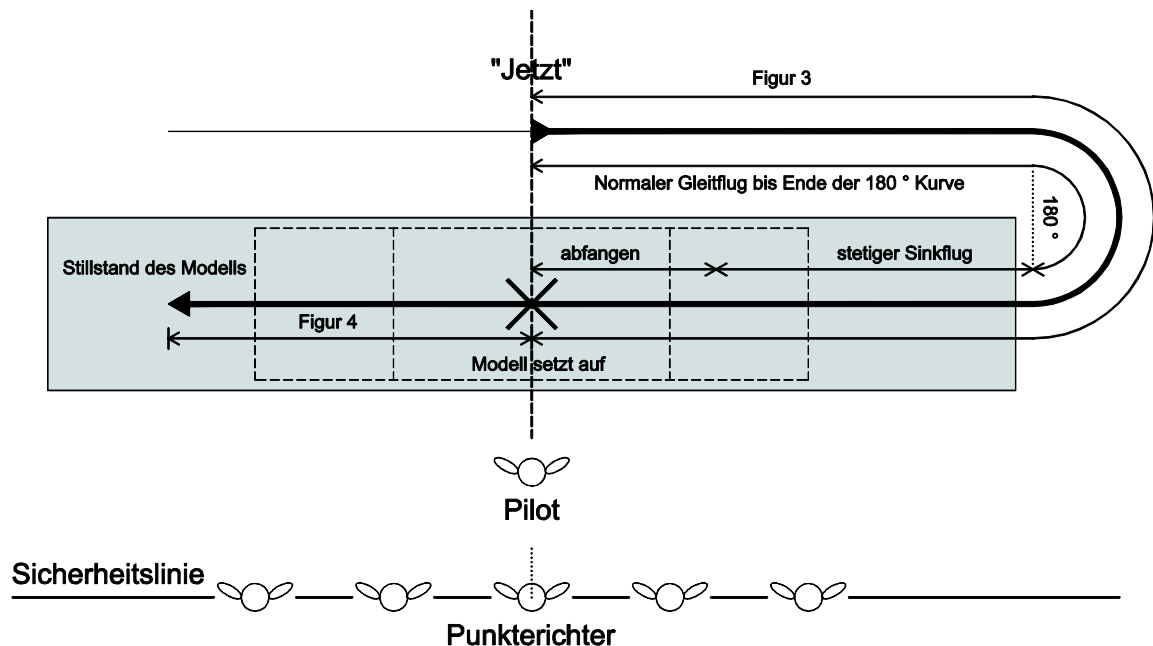 "Jetzt"
Figur 3
Normaler Gleitflug bis Ende der 180 ° Kurve
180 °
abfangen
stetiger Sinkflug
Stillstand des Modells
Figur 4
Modell setzt auf
Pilot
Sicherheitslinie
Punkterichter